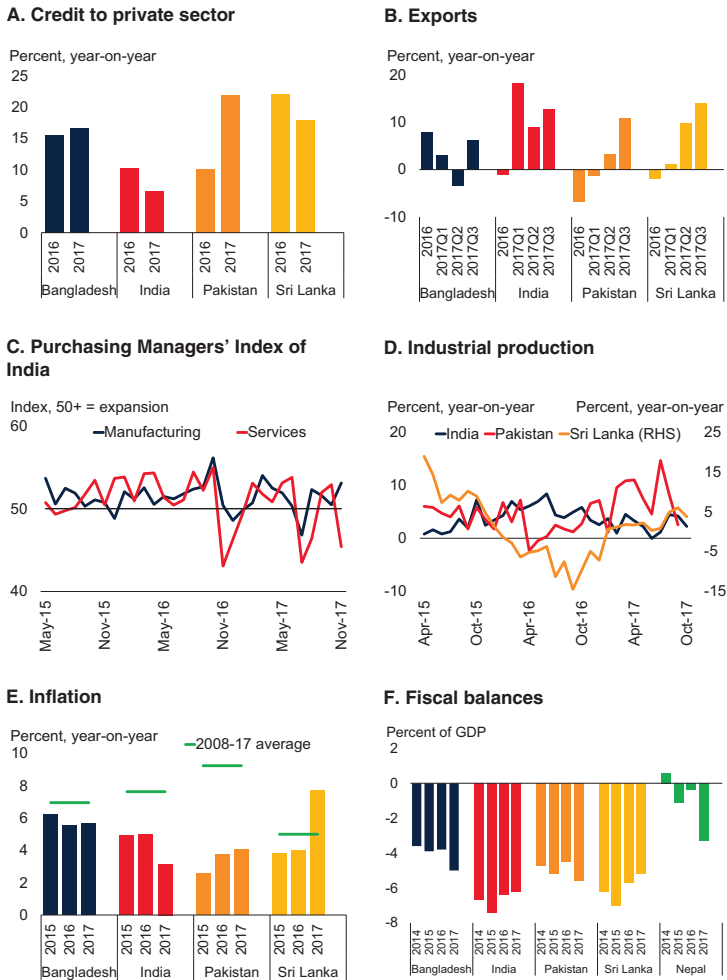 A. Credit to private sector
Percent, year-on-year
25
20
15
10
5
0
2016 2017 2016 2017 2016 2017 2016 2017
Bangladesh India Pakistan Sri Lanka
B. Exports
Percent, year-on-year
20
10
0
-10
2016 2017Q1 2017Q2 2017Q3 2016 2017Q1 2017Q2 2017Q3 2016 2017Q1 2017Q2 2017Q3 2016 2017Q1 2017Q2 2017Q3
Bangladesh India Pakistan Sri Lanka
C. Purchasing Managers' Index of
India
Index, 50+ = expansion
60
Manufacturing Services
50
40
May-15 Nov-15 May-16 Nov-16 May-17 Nov-17
D. Industrial production
Percent, year-on-year Percent, year-on-year
20 India Pakistan Sri Lanka (RHS) 25
10 15
5
0
-5
-10 -15
Apr-15 Oct-15 Apr-16 Oct-16 Apr-17 Oct-17
E. Inflation
Percent, year-on-year
2008-17 average
10
8
6
4
2
0
2015 2016 2017 2015 2016 2017 2015 2016 2017 2015 2016 2017
Bangladesh India Pakistan Sri Lanka
F. Fiscal balances
Percent of GDP
2
0
-2
-4
-6
-8
2014 2015 2016 2017 2014 2015 2016 2017 2014 2015 2016 2017 2014 2015 2016 2017 2014 2015 2016 2017
Bangladesh India Pakistan Sri Lanka Nepal